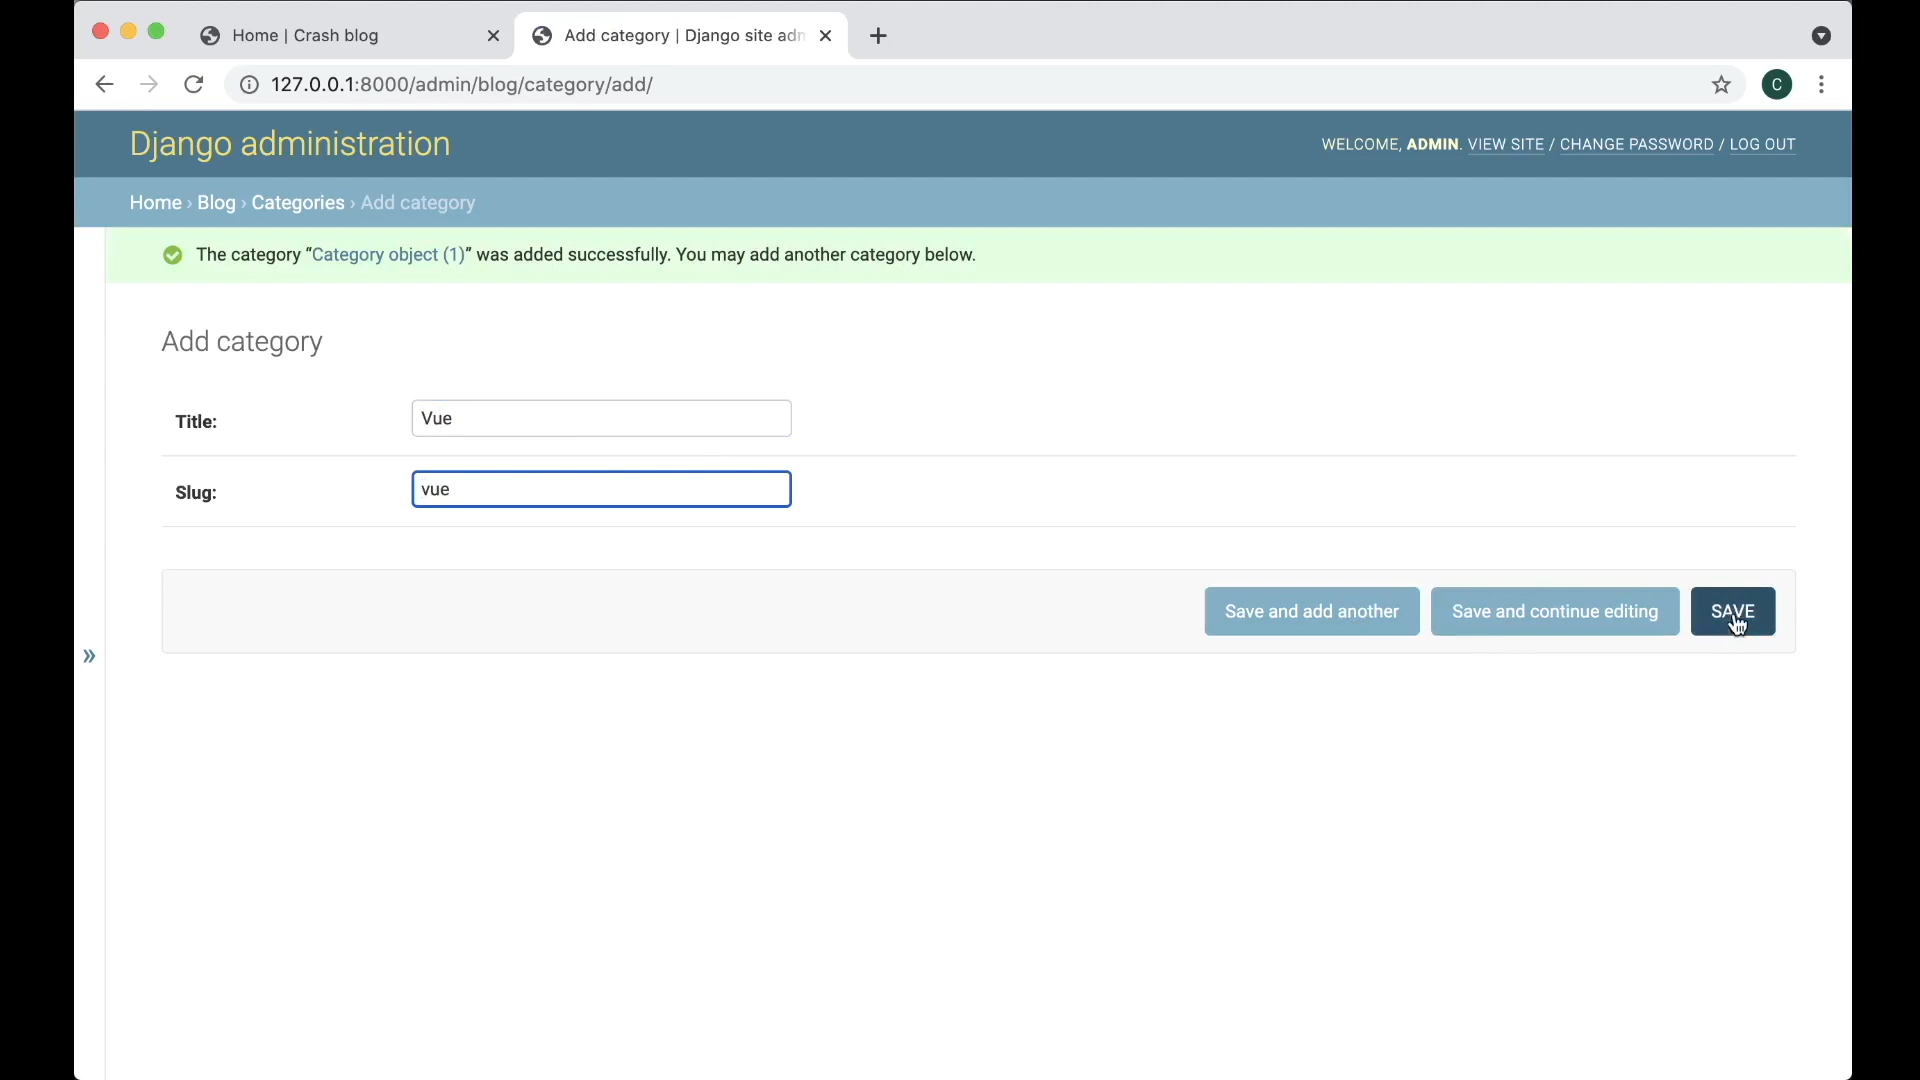 Home | Crash blog
Add category | Django site adm
127.0.0.1:8000/admin/blog/category/add/
C
Django administration
WELCOME, ADMIN. VIEW SITE / CHANGE PASSWORD / LOG OUT
Home › Blog › Categories › Add category
The category “Category object (1)” was added successfully. You may add another category below.
Add category
Title: Vue
Slug: vue
Save and add another Save and continue editing SAVE
»